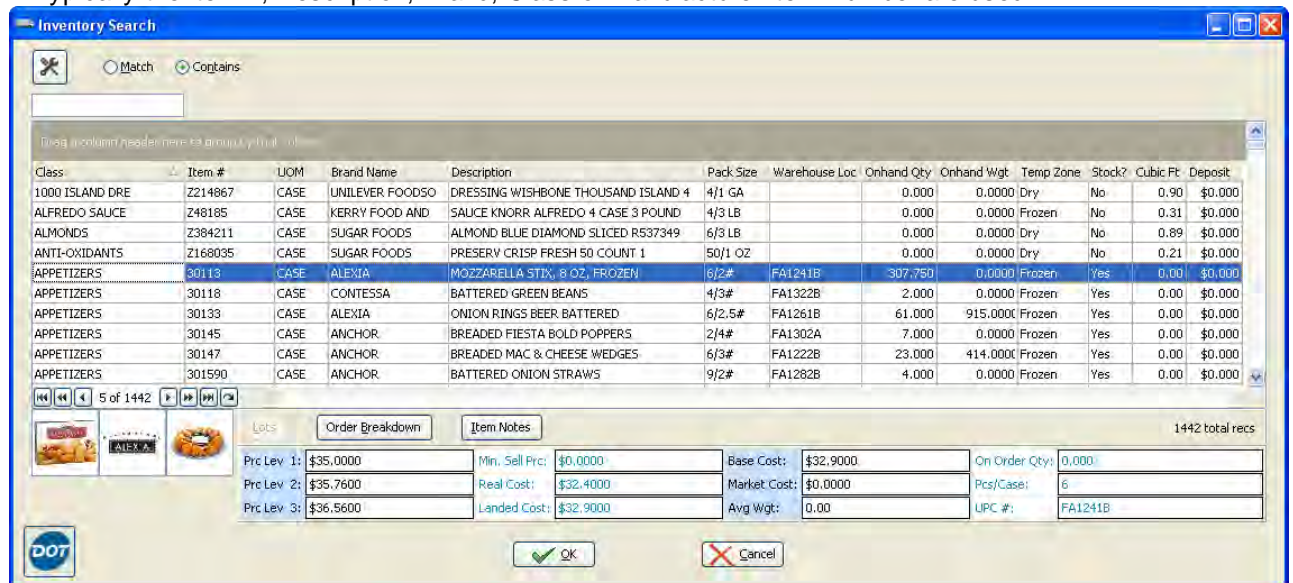 Inventory Search
Match Contains
Class Item # UOM Brand Name Description Pack Size Warehouse Loc Onhand Qty Onhand Wgt Temp Zone Stock? Cubic Ft Deposit
1000 ISLAND DRE Z214867 CASE UNILEVER FOODSO DRESSING WISHBONE THOUSAND ISLAND 4 4/1 GA 0.000 0.0000 Dry No 0.90 $0.000
ALFREDO SAUCE Z48185 CASE KERRY FOOD AND SAUCE KNORR ALFREDO 4 CASE 3 POUND 4/3 LB 0.000 0.0000 Frozen No 0.31 $0.000
ALMONDS Z384211 CASE SUGAR FOODS ALMOND BLUE DIAMOND SLICED R537349 6/3 LB 0.000 0.0000 Dry No 0.89 $0.000
ANTI-OXIDANTS Z168035 CASE SUGAR FOODS PRESERV CRISP FRESH 50 COUNT 1 50/1 OZ 0.000 0.0000 Dry No 0.21 $0.000
APPETIZERS 30113 CASE ALEXIA MOZZARELLA STIX, 8 OZ, FROZEN 6/2# FA1241B 307.750 0.0000 Frozen Yes 0.00 $0.000
APPETIZERS 30118 CASE CONTESSA BATTERED GREEN BEANS 4/3# FA1322B 2.000 0.0000 Frozen Yes 0.00 $0.000
APPETIZERS 30133 CASE ALEXIA ONION RINGS BEER BATTERED 6/2.5# FA1261B 61.000 915.000( Frozen Yes 0.00 $0.000
APPETIZERS 30145 CASE ANCHOR BREADED FIESTA BOLD POPPERS 2/4# FA1302A 7.000 0.0000 Frozen Yes 0.00 $0.000
APPETIZERS 30147 CASE ANCHOR BREADED MAC & CHEESE WEDGES 6/3# FA1222B 23.000 414.000( Frozen Yes 0.00 $0.000
APPETIZERS 301590 CASE ANCHOR BATTERED ONION STRAWS 9/2# FA1282B 4.000 0.0000 Frozen Yes 0.00 $0.000
5 of 1442
ALEXIA Lots Order Breakdown Item Notes 1442 total recs
Prc Lev 1: $35.0000 Min. Sell Prc: $0.0000 Base Cost: $32.9000 On Order Qty: 0.000
Prc Lev 2: $35.7600 Real Cost: $32.4000 Market Cost: $0.0000 Pcs/Case: 6
Prc Lev 3: $36.5600 Landed Cost: $32.9000 Avg Wgt: 0.00 UPC #: FA1241B
DOT OK Cancel